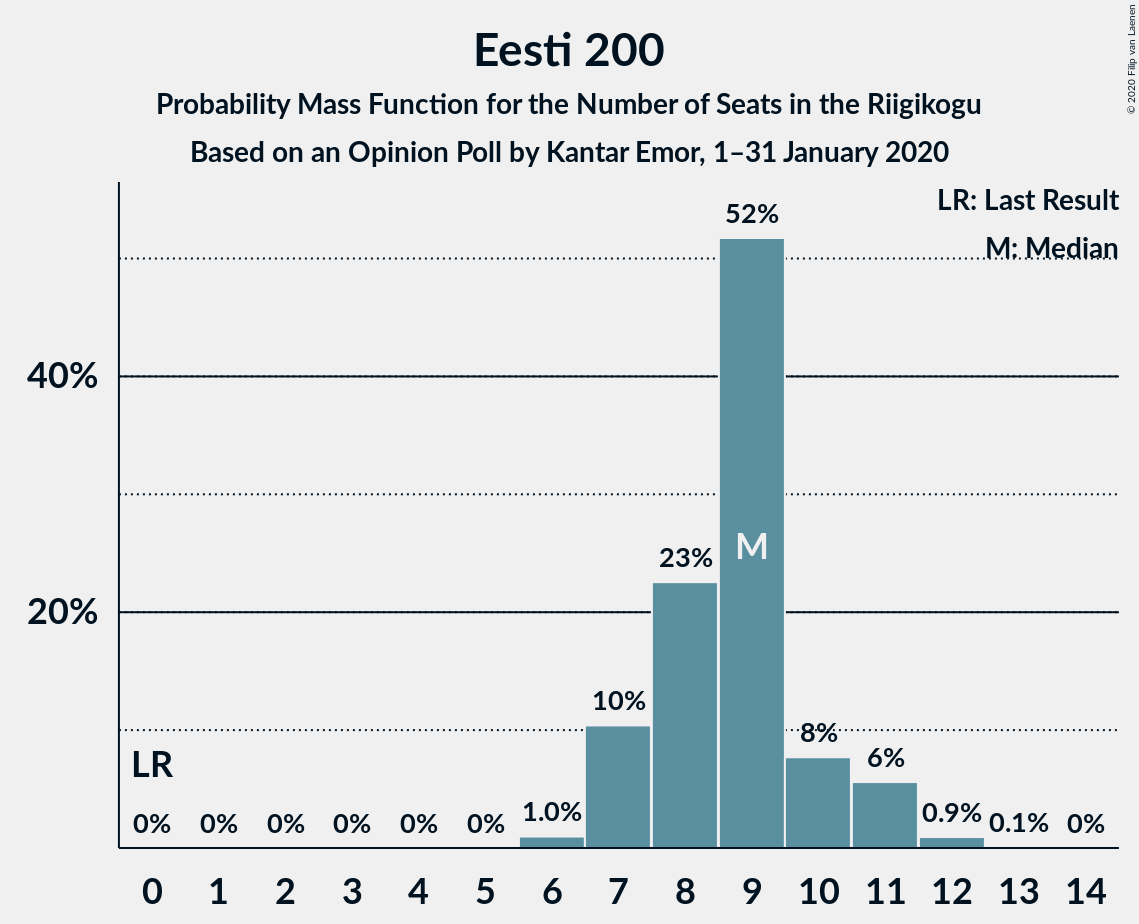 Eesti 200
Probability Mass Function for the Number of Seats in the Riigikogu
Based on an Opinion Poll by Kantar Emor, 1–31 January 2020
© 2020 Filip van Laenen
LR: Last Result
M: Median
52%
40%
23%
M
20%
10%
8%
6%
LR
0% 0% 0% 0% 0% 0% 1.0% 0.9% 0.1% 0%
0 1 2 3 4 5 6 7 8 9 10 11 12 13 14